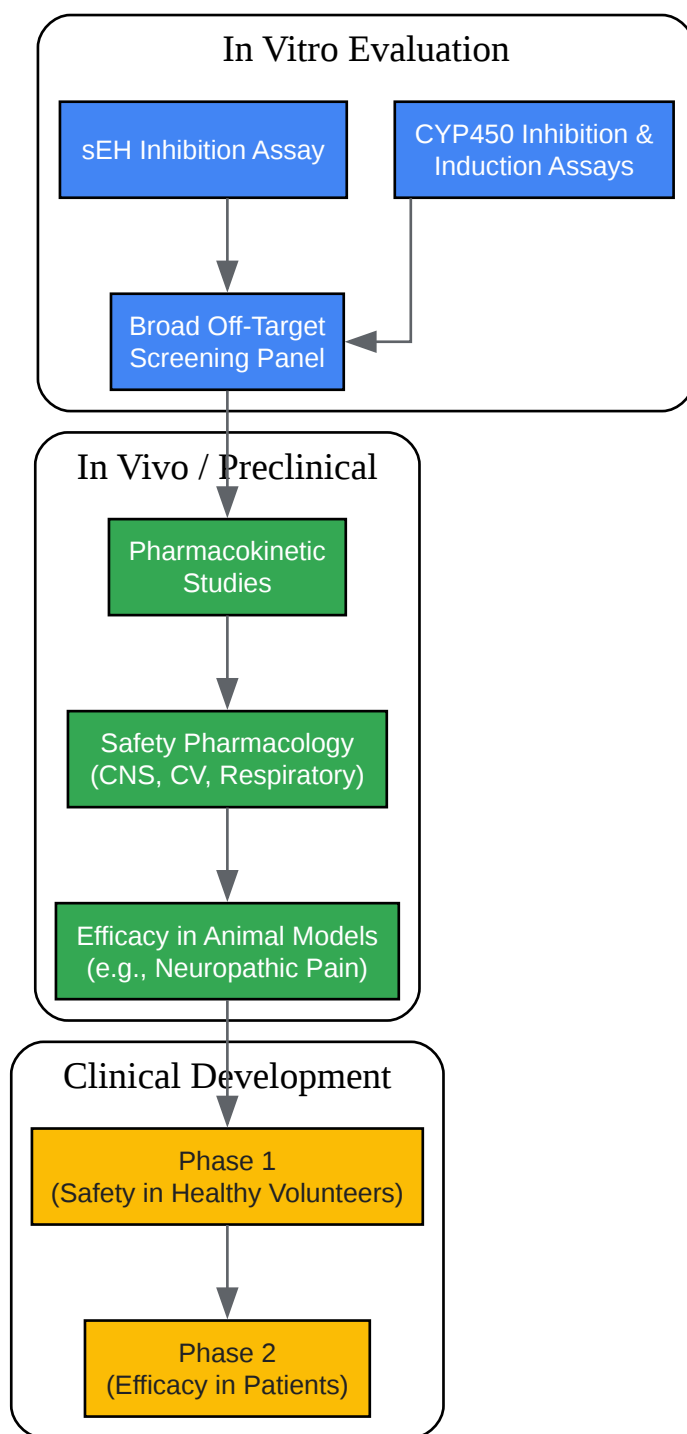 In Vitro Evaluation
sEH Inhibition Assay
CYP450 Inhibition &
Induction Assays
Broad Off-Target
Screening Panel
In Vivo / Preclinical
Pharmacokinetic
Studies
Safety Pharmacology
(CNS, CV, Respiratory)
Efficacy in Animal Models
(e.g., Neuropathic Pain)
Clinical Development
Phase 1
(Safety in Healthy Volunteers)
Phase 2
(Efficacy in Patients)